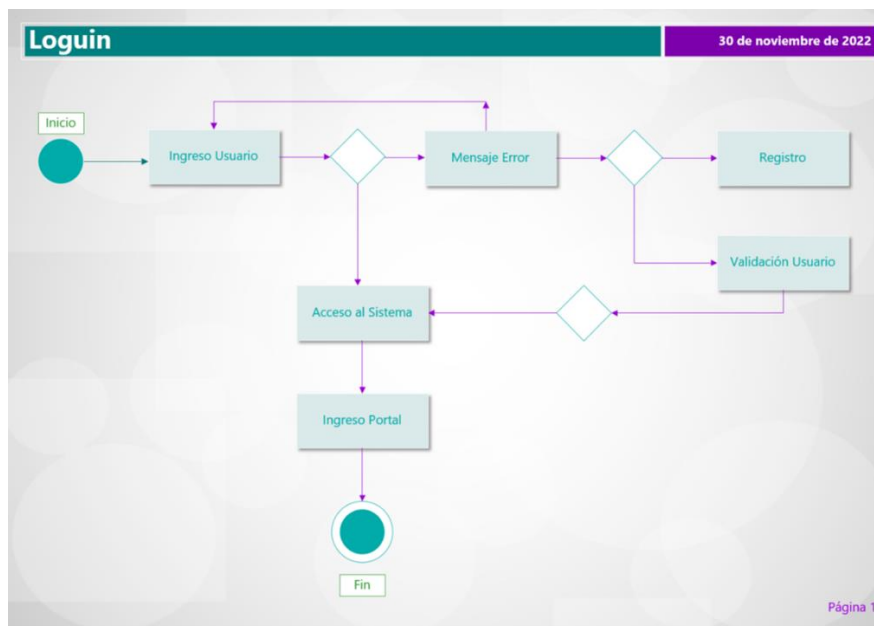 Loguin
30 de noviembre de 2022
Inicio
Ingreso Usuario
Mensaje Error
Registro
Validación Usuario
Acceso al Sistema
Ingreso Portal
Fin
Página 1